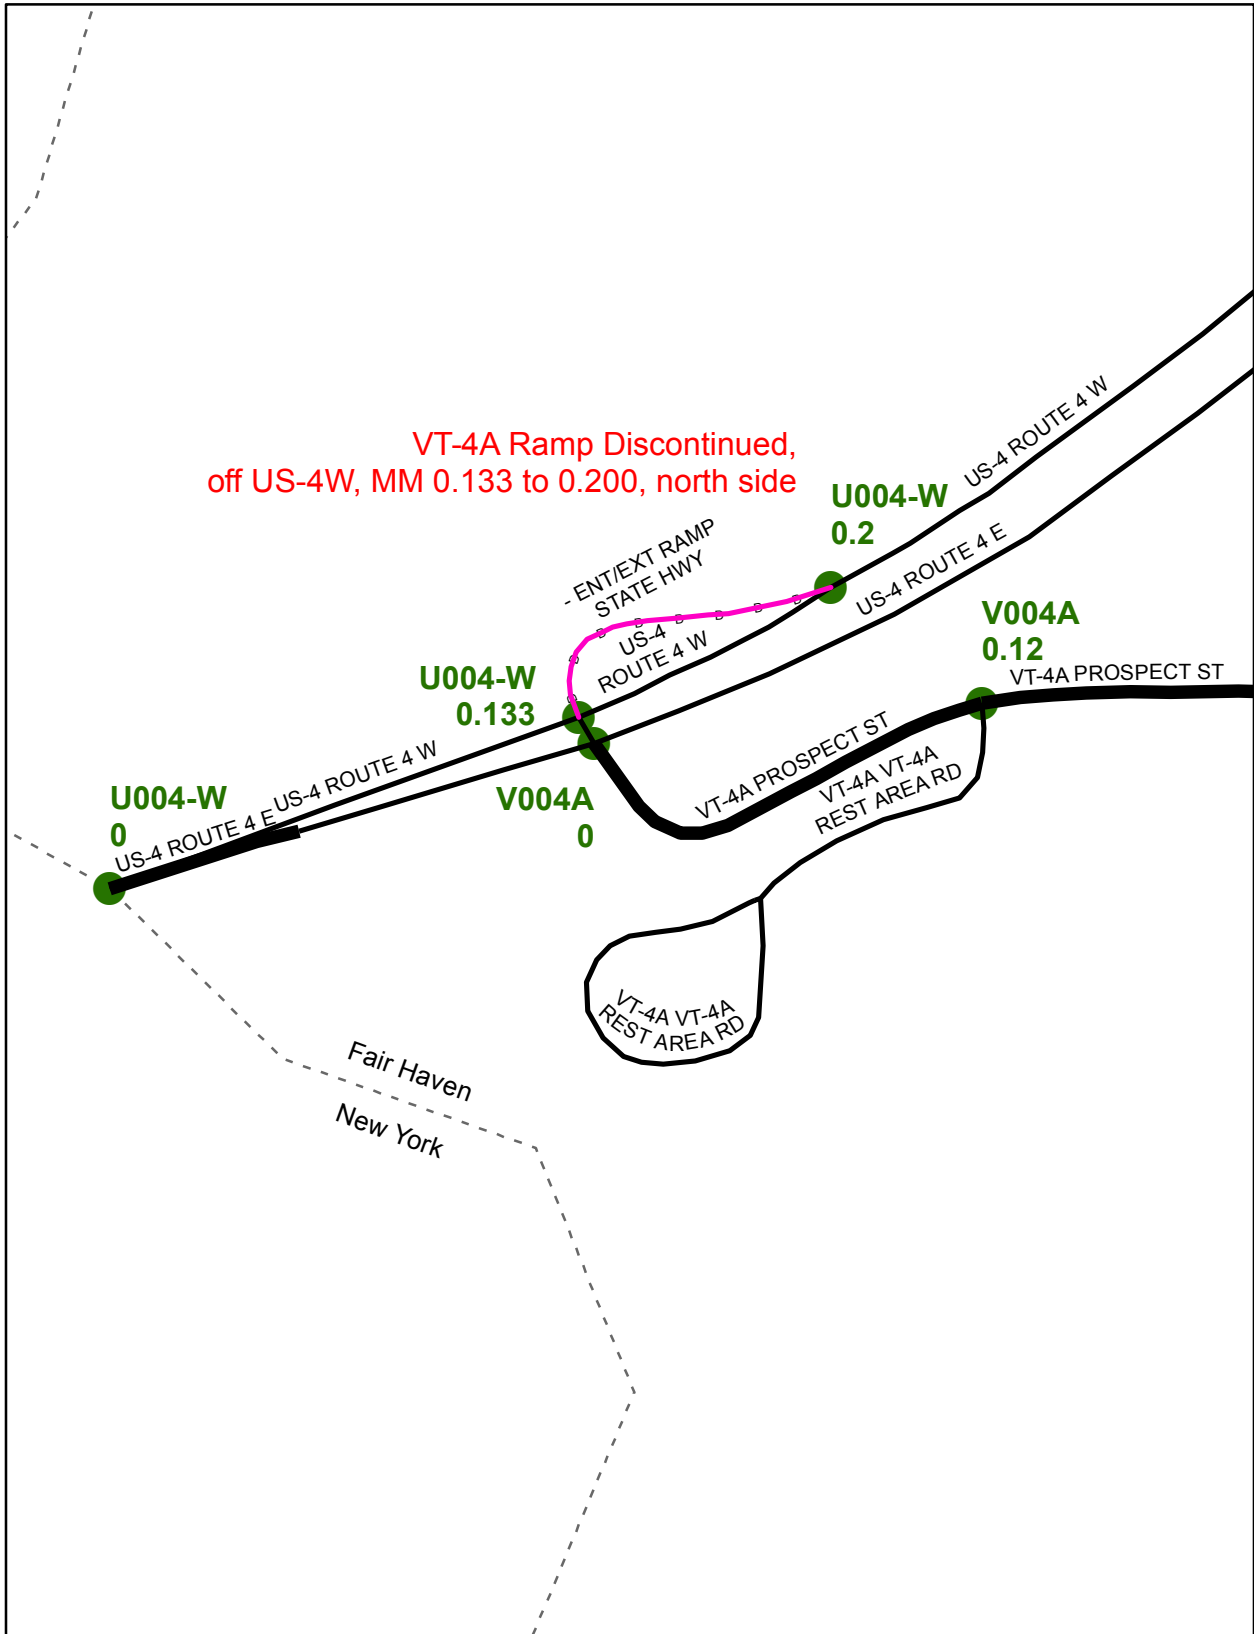 US-4 ROUTE 4 W
VT-4A Ramp Discontinued,
off US-4W, MM 0.133 to 0.200, north side
U004-W
0.2
- ENT/EXT RAMP
STATE HWY
US-4 ROUTE 4 E
D
D
D
D
D
D
D
D
D
US-4
ROUTE 4 W
V004A
0.12
VT-4A PROSPECT ST
U004-W
0.133
US-4 ROUTE 4 W
VT-4A PROSPECT ST
VT-4A VT-4A
REST AREA RD
U004-W
0
US-4 ROUTE 4 E
V004A
0
VT-4A VT-4A
REST AREA RD
Fair Haven
New York